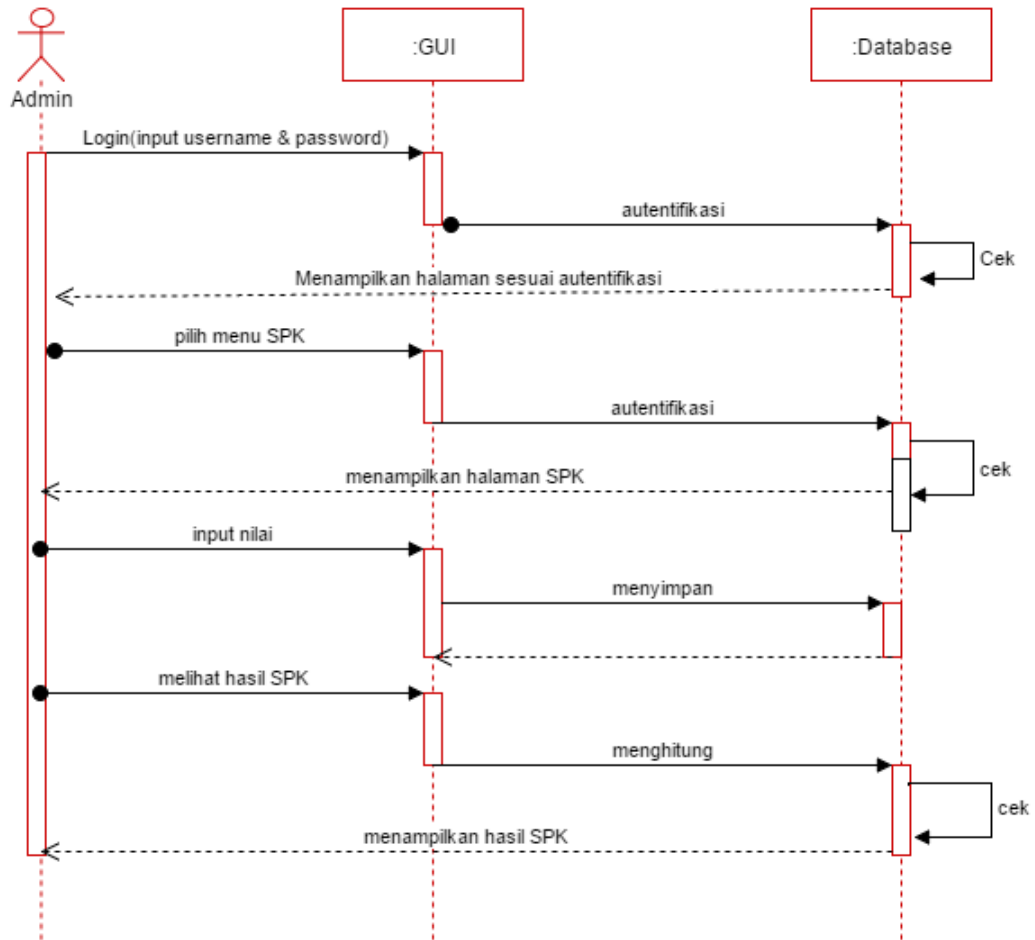 :GUI
:Database
Admin
Login(input username & password)
autentifikasi
Cek
Menampilkan halaman sesuai autentifikasi
pilih menu SPK
autentifikasi
cek
menampilkan halaman SPK
input nilai
menyimpan
melihat hasil SPK
menghitung
cek
menampilkan hasil SPK